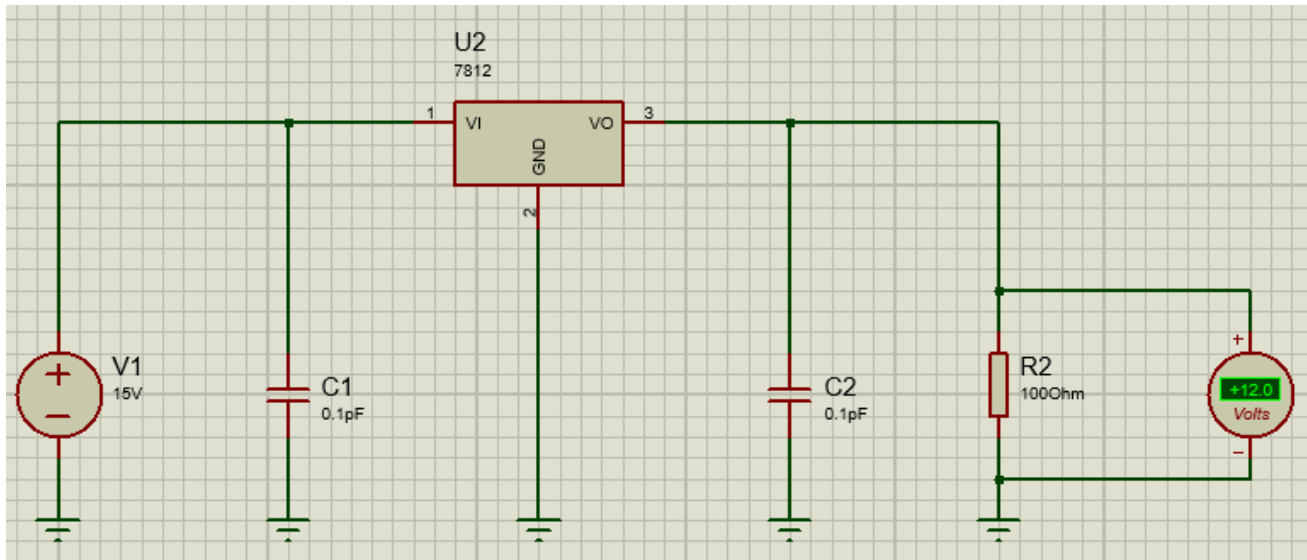 U2
7812
1
VI
VO
3
GND
2
V1
15V
C1
0.1pF
C2
0.1pF
R2
100Ohm
+
+12.0
Volts
−